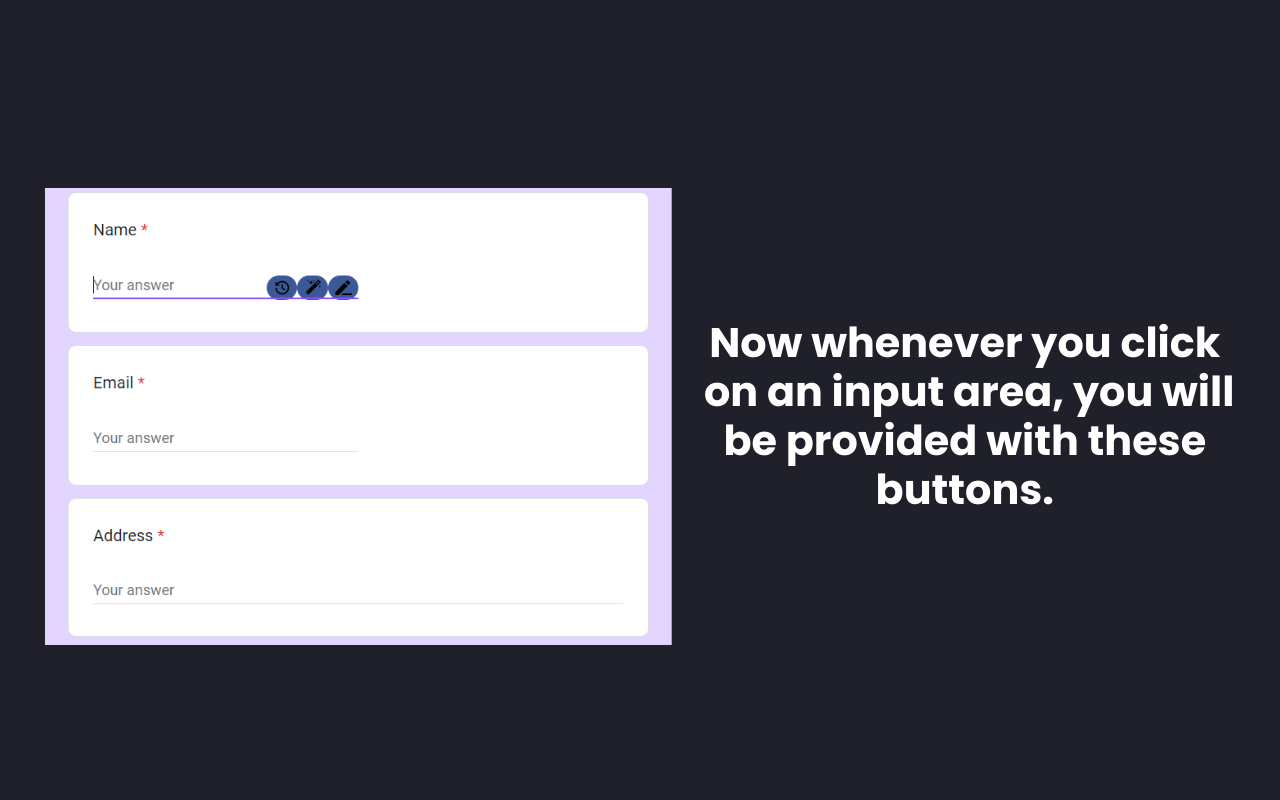 Name *
Your answer
Email *
Your answer
Address *
Your answer
Now whenever you click
on an input area, you will
be provided with these
buttons.